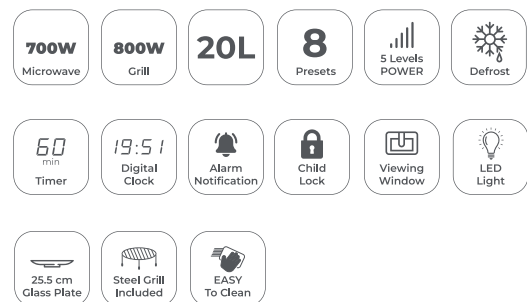 700W
Microwave
800W
Grill
20L
8
Presets
5 Levels
POWER
Defrost
60
min
Timer
19:51
Digital
Clock
Alarm
Notification
Child
Lock
Viewing
Window
LED
Light
25.5 cm
Glass Plate
Steel Grill
Included
EASY
To Clean